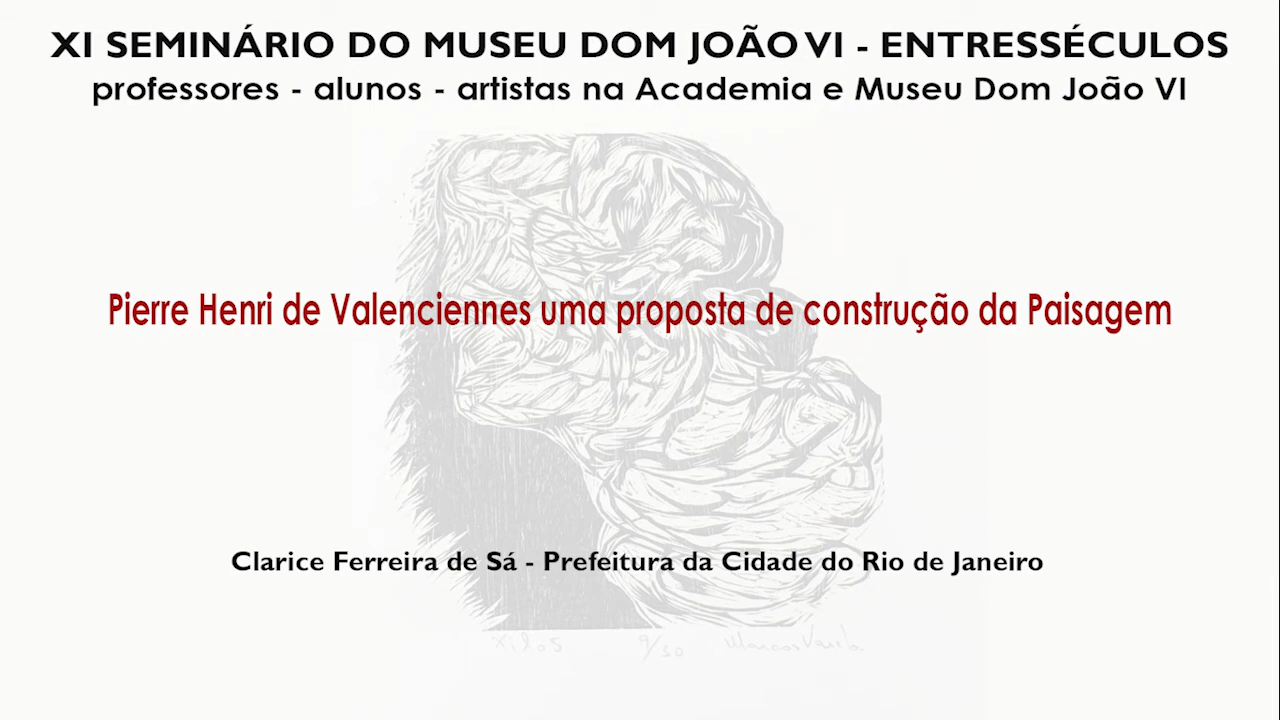 XI SEMINÁRIO DO MUSEU DOM JOÃO VI - ENTRESSÉCULOS
professores - alunos - artistas na Academia e Museu Dom João VI
Pierre Henri de Valenciennes uma proposta de construção da Paisagem
Clarice Ferreira de Sá - Prefeitura da Cidade do Rio de Janeiro
9/30 Marcos Varela